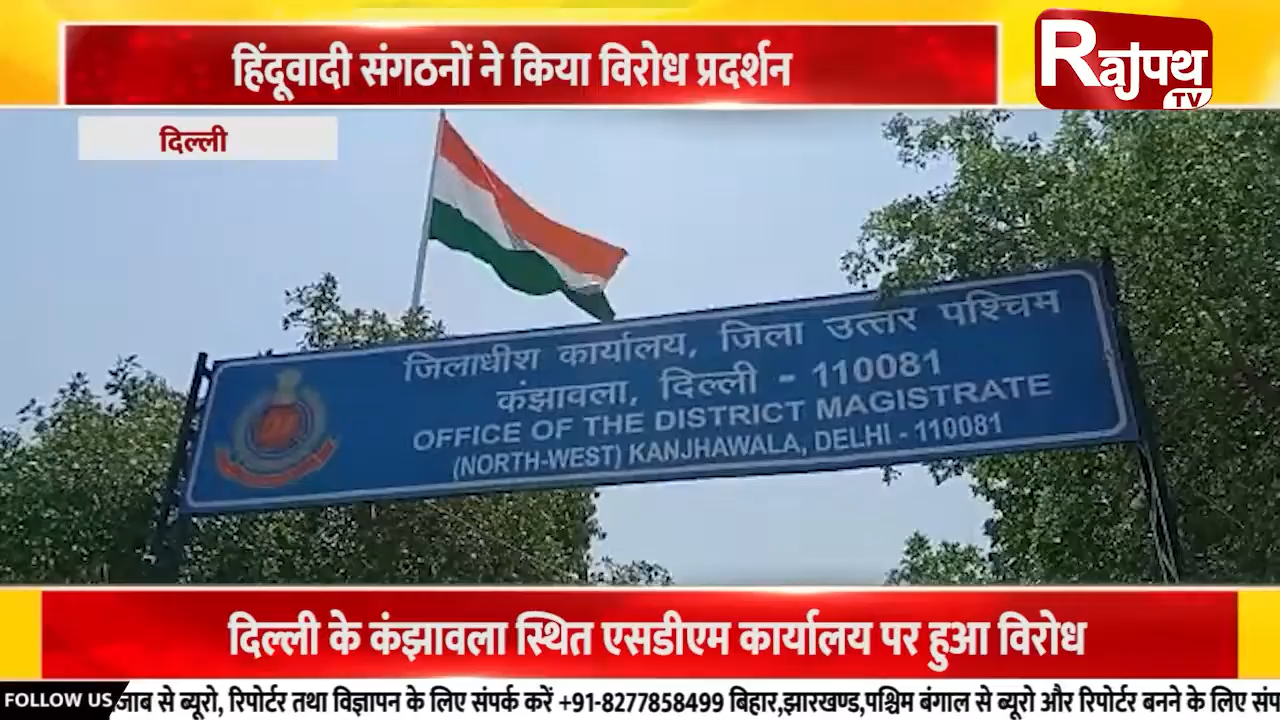 हिंदूवादी संगठनों ने किया विरोध प्रदर्शन
Rajपथ
TV
दिल्ली
जिलाधीश कार्यालय, जिला उत्तर पश्चिम
कंझावला, दिल्ली - 110081
OFFICE OF THE DISTRICT MAGISTRATE
(NORTH-WEST) KANJHAWALA, DELHI - 110081
दिल्ली के कंझावला स्थित एसडीएम कार्यालय पर हुआ विरोध
FOLLOW US जाब से ब्यूरो, रिपोर्टर तथा विज्ञापन के लिए संपर्क करें +91-8277858499 बिहार,झारखण्ड,पश्चिम बंगाल से ब्यूरो और रिपोर्टर बनने के लिए संप